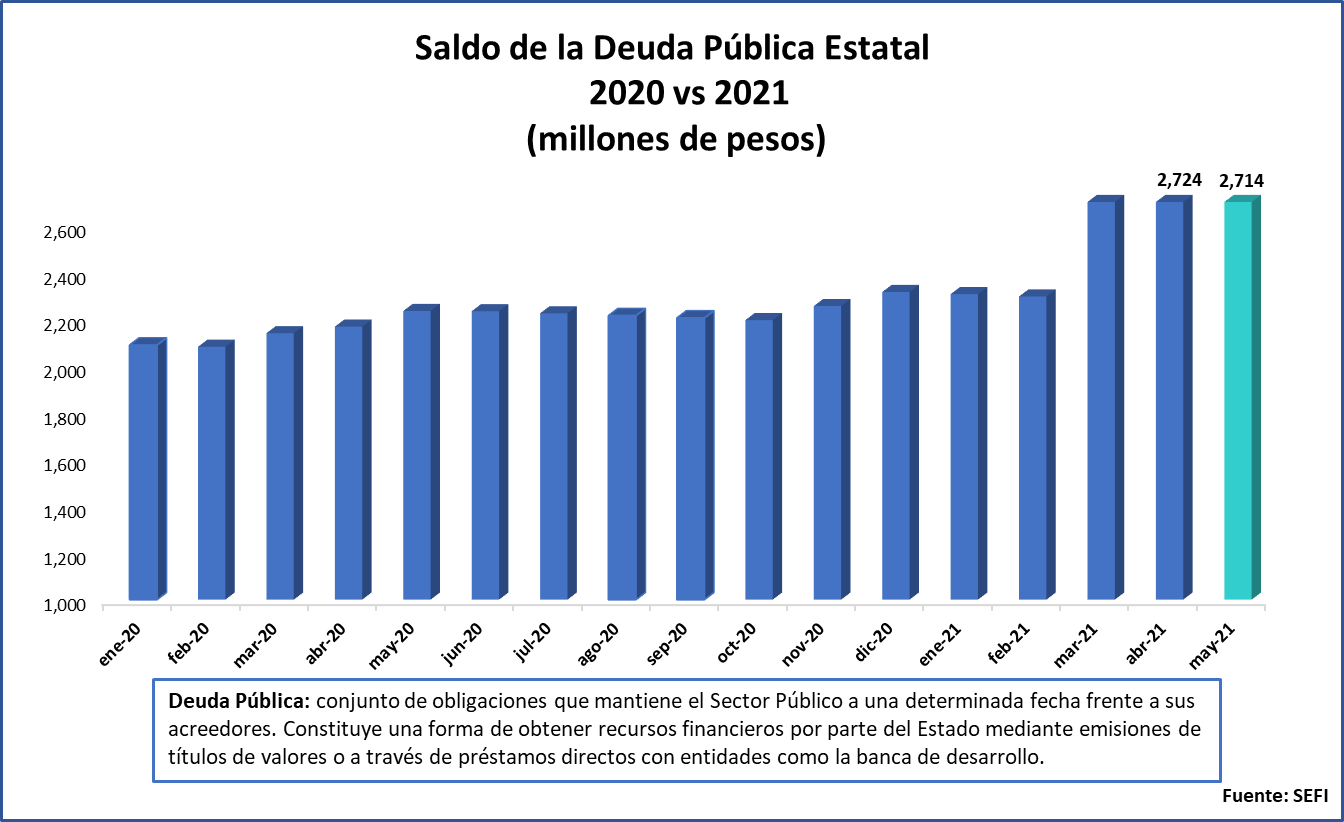 Saldo de la Deuda Pública Estatal
2020 vs 2021
(millones de pesos)
2,724
2,714
2,600
2,400
2,200
2,000
1,800
1,600
1,400
1,200
1,000
ene-20
feb-20
mar-20
abr-20
may-20
jun-20
jul-20
ago-20
sep-20
oct-20
nov-20
dic-20
ene-21
feb-21
mar-21
abr-21
may-21
Deuda Pública: conjunto de obligaciones que mantiene el Sector Público a una determinada fecha frente a sus
acreedores. Constituye una forma de obtener recursos financieros por parte del Estado mediante emisiones de
títulos de valores o a través de préstamos directos con entidades como la banca de desarrollo.
Fuente: SEFI